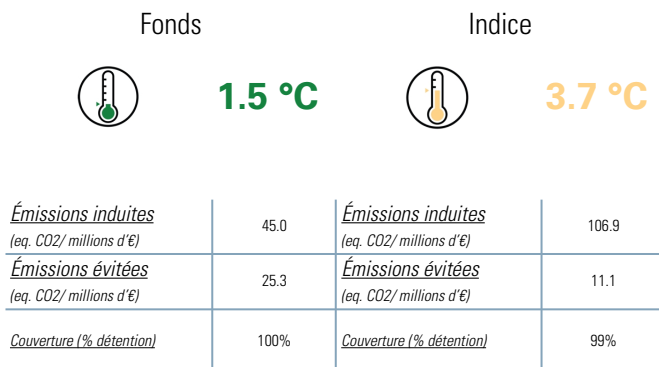 Fonds
Indice
1.5 °C
3.7 °C
Émissions induites
(eq. CO2/ millions d'€)
45.0
Émissions induites
(eq. CO2/ millions d'€)
106.9
Émissions évitées
(eq. CO2/ millions d'€)
25.3
Émissions évitées
(eq. CO2/ millions d'€)
11.1
Couverture (% détention)
100%
Couverture (% détention)
99%